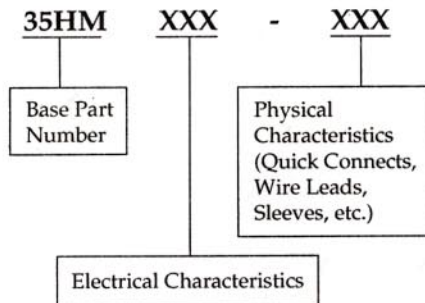 35HM XXX - XXX
Base Part
Number
Physical
Characteristics
(Quick Connects,
Wire Leads,
Sleeves, etc.)
Electrical Characteristics